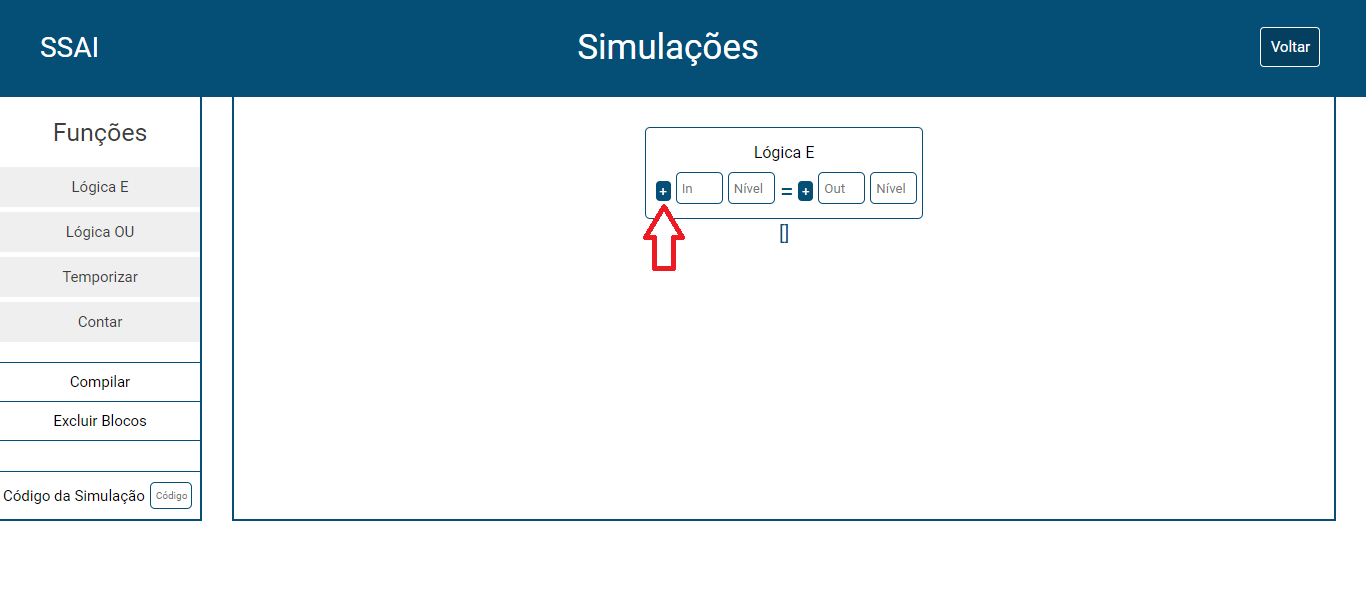 SSAI
Simulações
Voltar
Funções
Lógica E
Lógica OU
Temporizar
Contar
Compilar
Excluir Blocos
Código da Simulação Código
Lógica E
+ In Nível = + Out Nível
[]